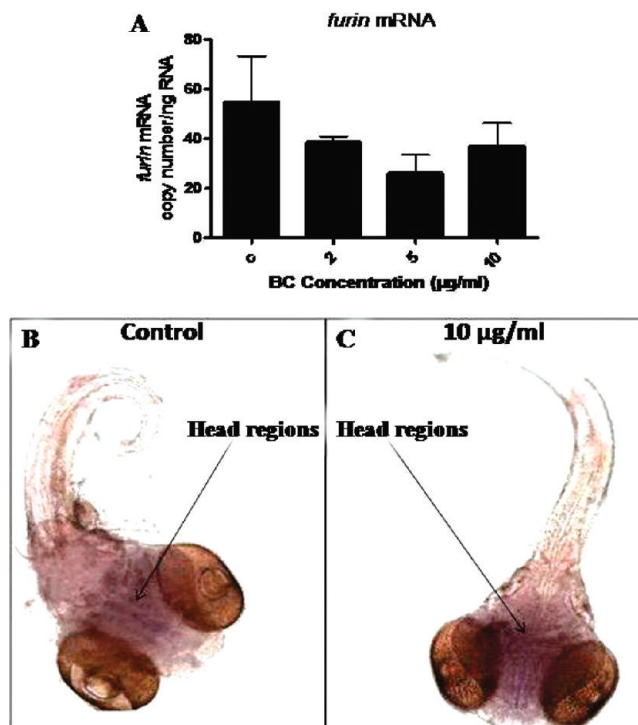 A
furin mRNA
furin mRNA
copy number/ng RNA
80
60
40
20
0
c
2
5
10
BC Concentration (µg/ml)
B
Control
C
10 µg/ml
Head regions
Head regions